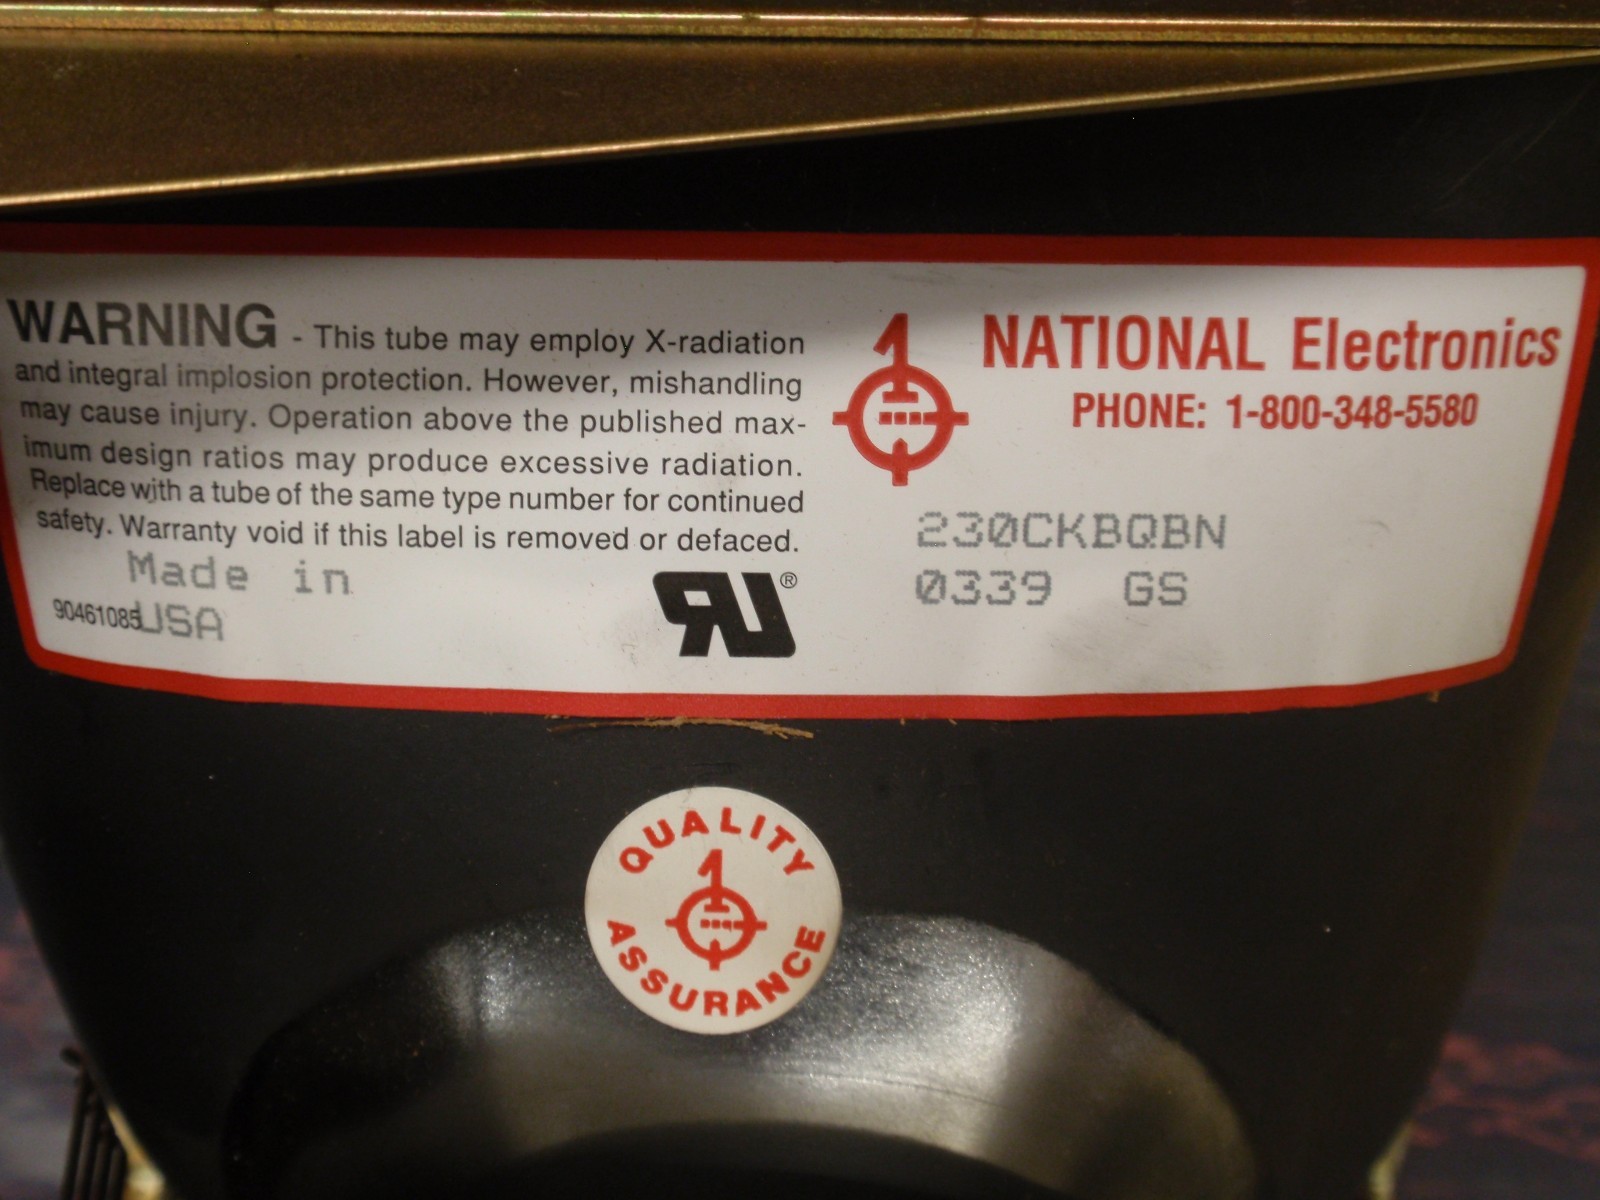 WARNING - This tube may employ X-radiation
and integral implosion protection. However, mishandling
may cause injury. Operation above the published max-
imum design ratios may produce excessive radiation.
Replace with a tube of the same type number for continued
safety. Warranty void if this label is removed or defaced.
Made in
90461085 USA
RU®
NATIONAL Electronics
PHONE: 1-800-348-5580
230CKBQBN
0339 GS
QUALITY
ASSURANCE